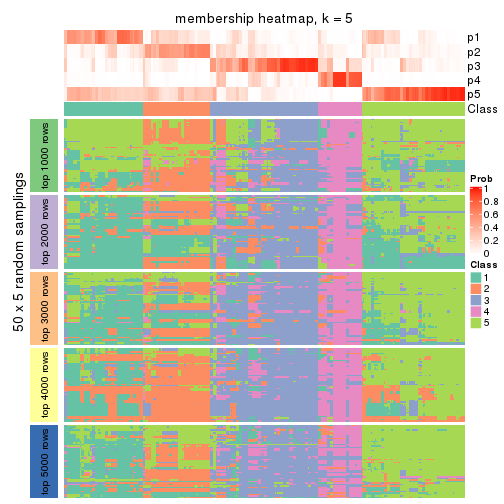 membership heatmap, k = 5
p1
p2
p3
p4
p5
Class
50 x 5 random samplings
top 1000 rows
top 2000 rows
top 3000 rows
top 4000 rows
top 5000 rows
Prob
1
0.8
0.6
0.4
0.2
0
Class
1
2
3
4
5